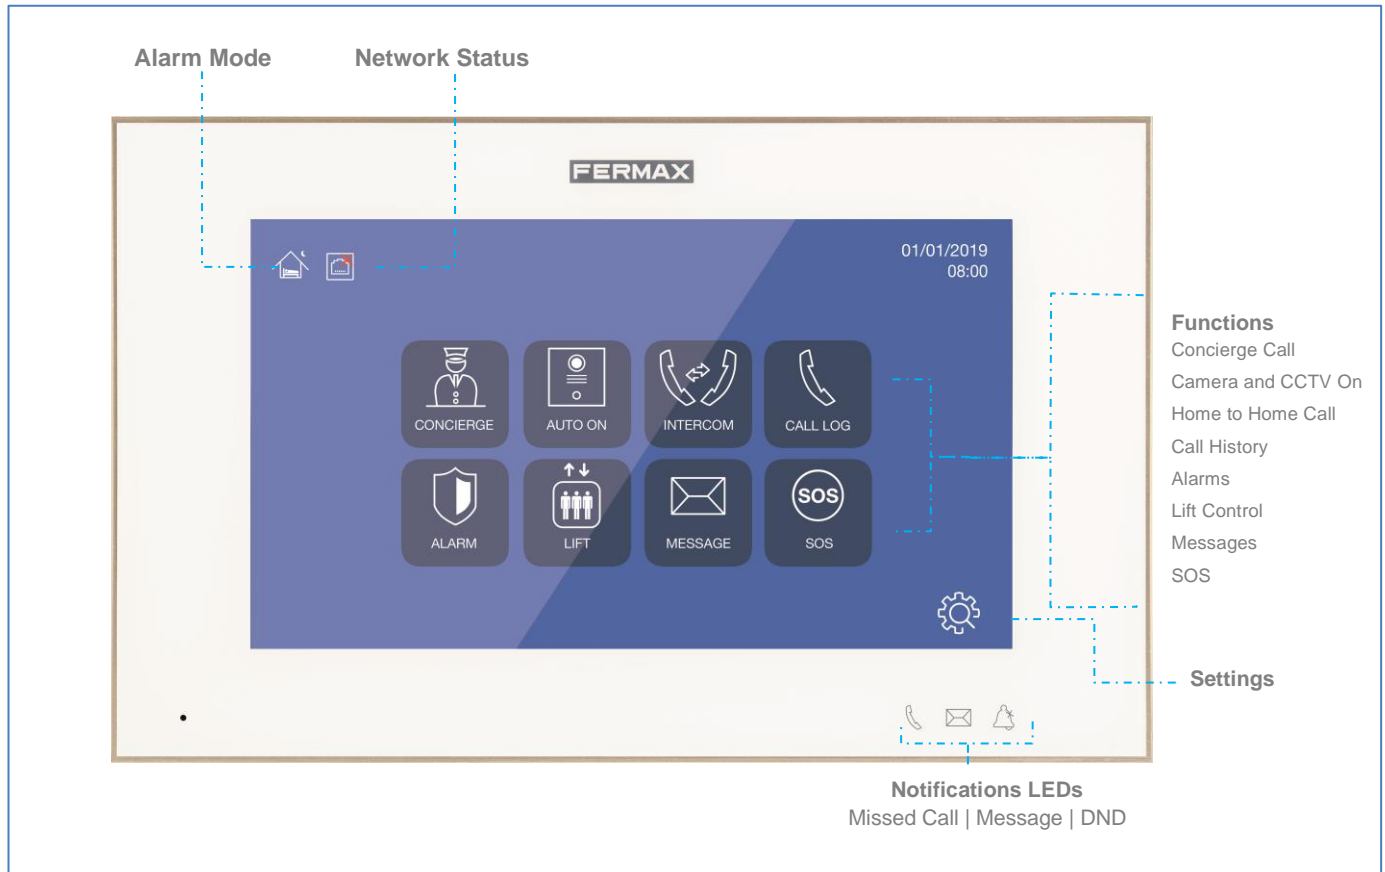 Alarm Mode
Network Status
FERMAX
01/01/2019
08:00
CONCIERGE
AUTO ON
INTERCOM
CALL LOG
ALARM
LIFT
MESSAGE
SOS
SOS
Functions
Concierge Call
Camera and CCTV On
Home to Home Call
Call History
Alarms
Lift Control
Messages
SOS
Settings
Notifications LEDs
Missed Call | Message | DND